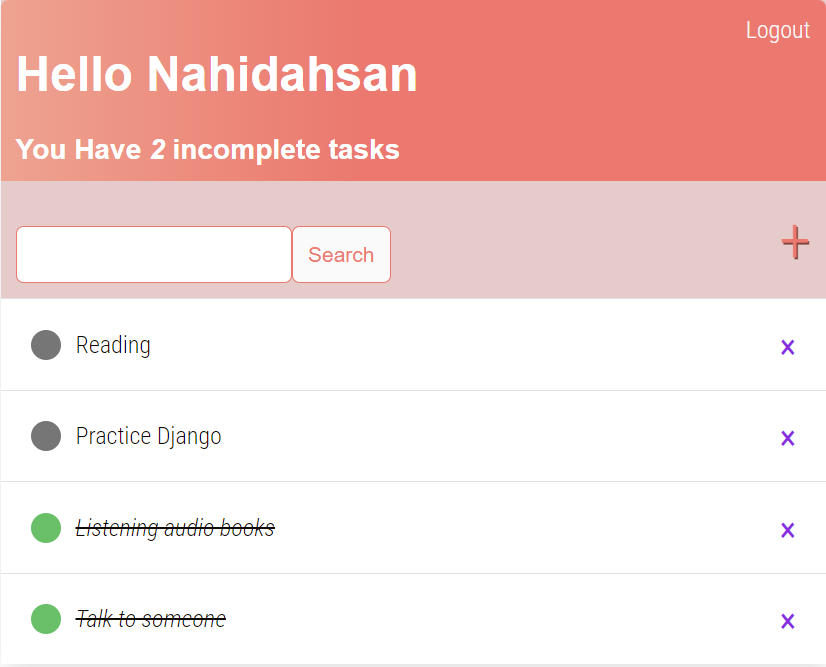 Logout
Hello Nahidahsan
You Have 2 incomplete tasks
Search
Reading
Practice Django
Listening audio books
Talk to someone